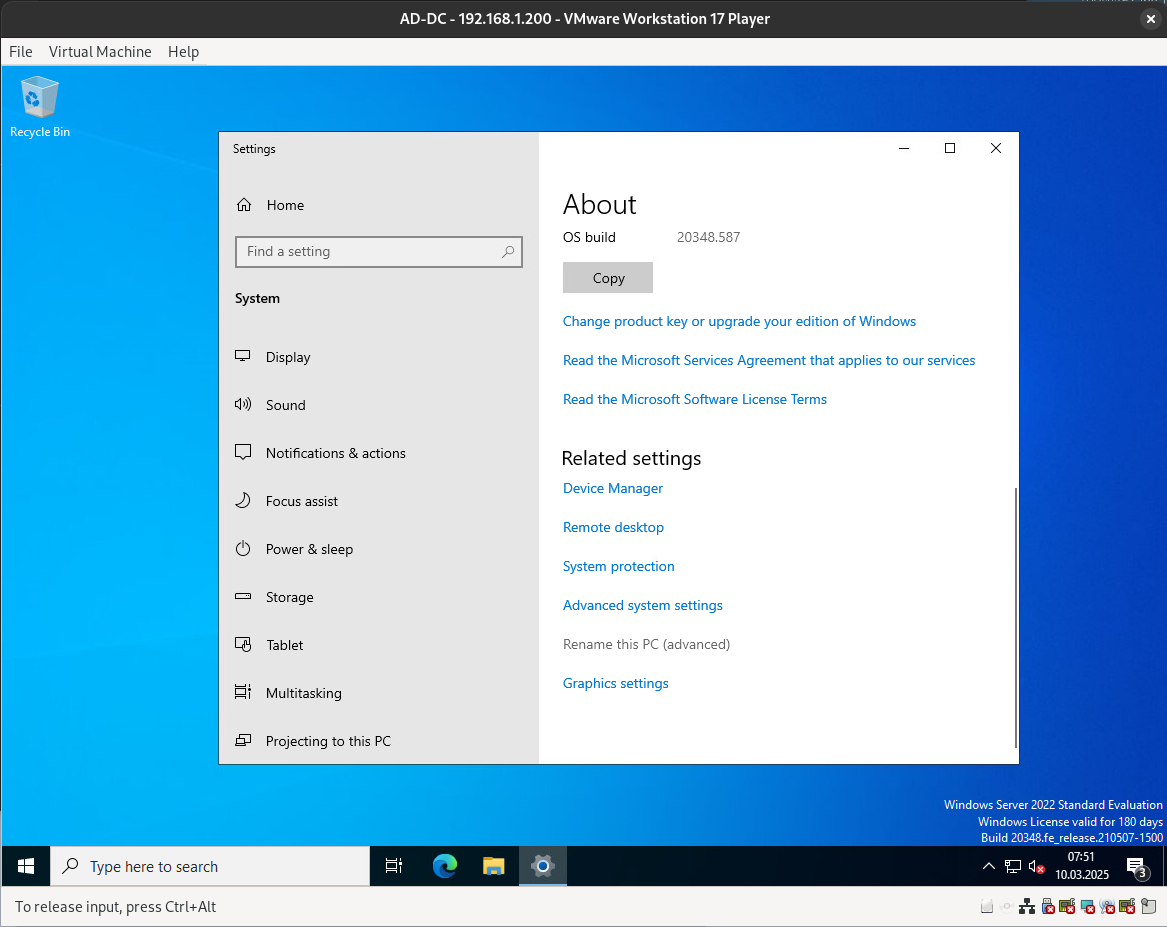 AD-DC - 192.168.1.200 - VMware Workstation 17 Player
File Virtual Machine Help
Recycle Bin
Settings
Home
Find a setting
System
Display
Sound
Notifications & actions
Focus assist
Power & sleep
Storage
Tablet
Multitasking
Projecting to this PC
About
OS build 20348.587
Copy
Change product key or upgrade your edition of Windows
Read the Microsoft Services Agreement that applies to our services
Read the Microsoft Software License Terms
Related settings
Device Manager
Remote desktop
System protection
Advanced system settings
Rename this PC (advanced)
Graphics settings
Windows Server 2022 Standard Evaluation
Windows License valid for 180 days
Build 20348.fe_release.210507-1500
Type here to search
07:51
10.03.2025
3
To release input, press Ctrl+Alt